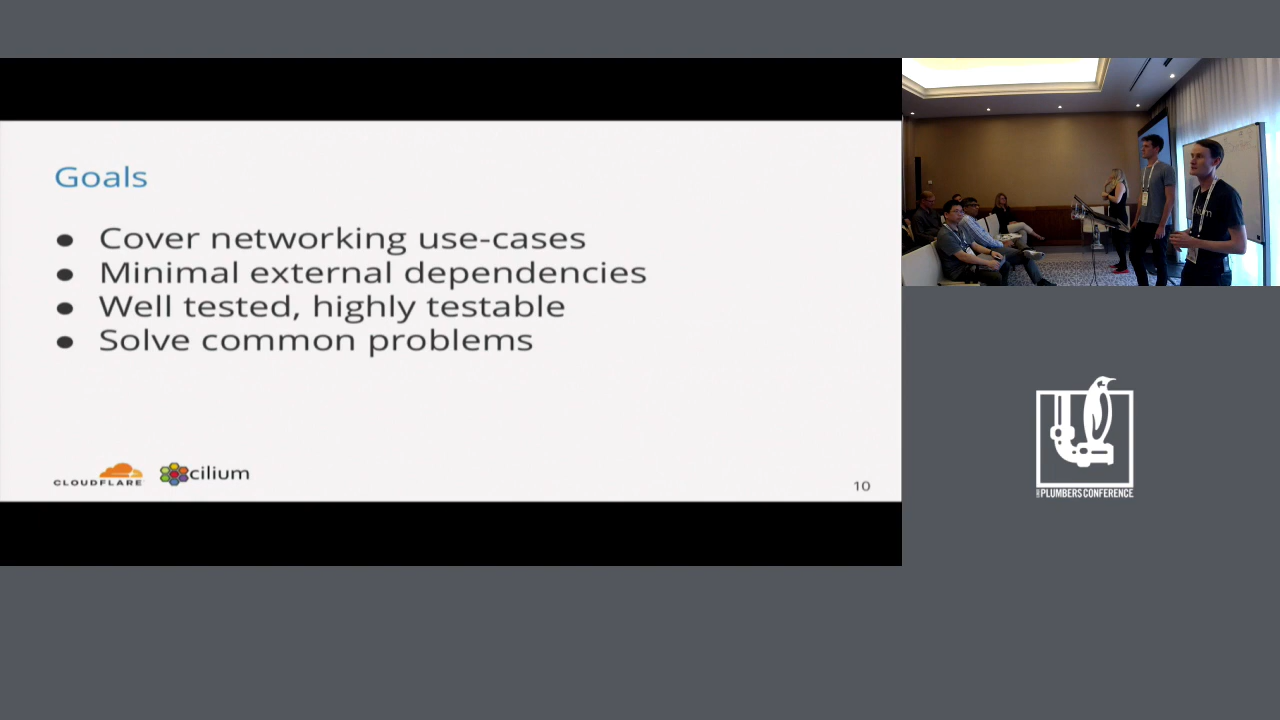 Goals
● Cover networking use-cases
● Minimal external dependencies
● Well tested, highly testable
● Solve common problems
CLOUDFLARE
cilium
10
PLUMBERS CONFERENCE